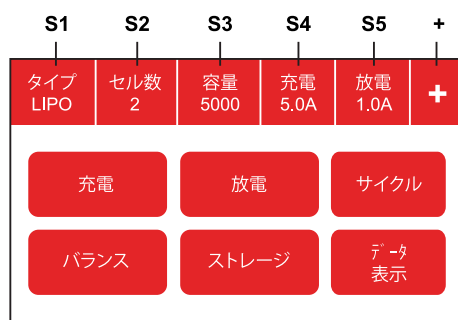 S1 S2 S3 S4 S5 +
タイプ セル数 容量 充電 放電 +
LIPO 2 5000 5.0A 1.0A
充電 放電 サイクル
バランス ストレージ データ
表示